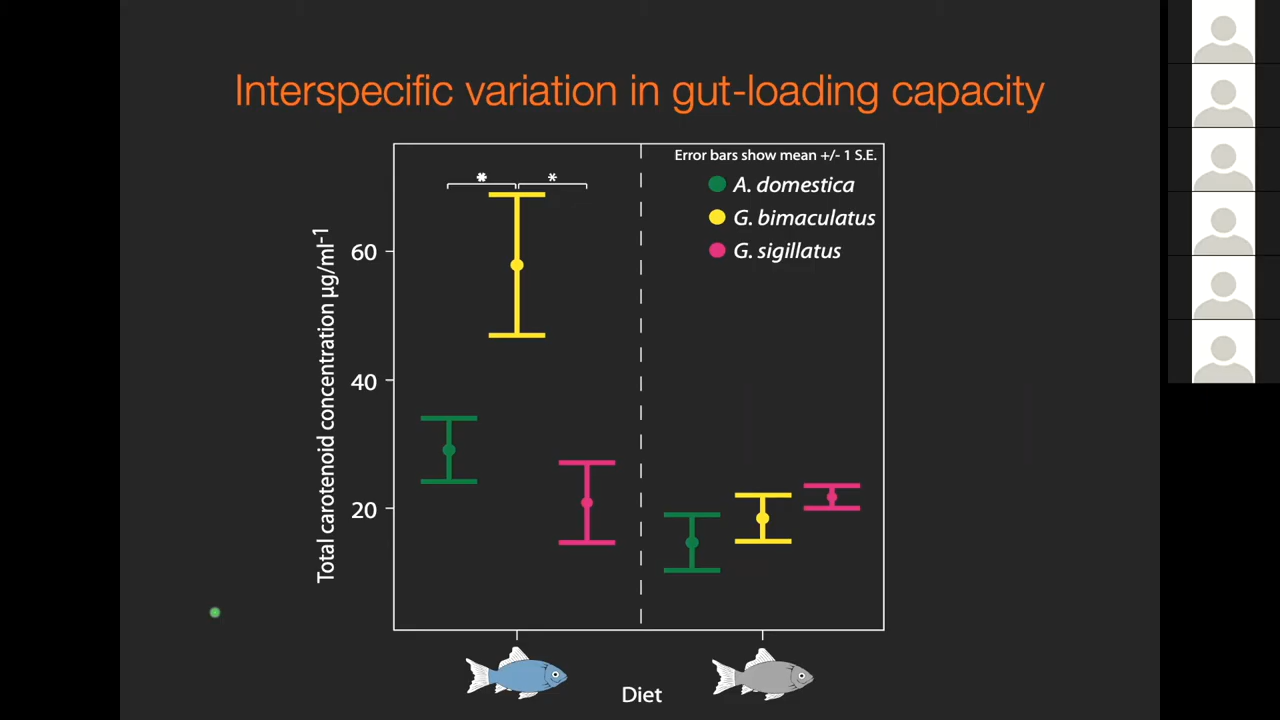 Interspecific variation in gut-loading capacity
Error bars show mean +/- 1 S.E.
A. domestica
G. bimaculatus
G. sigillatus
* *
Total carotenoid concentration µg/ml-1
60
40
20
Diet